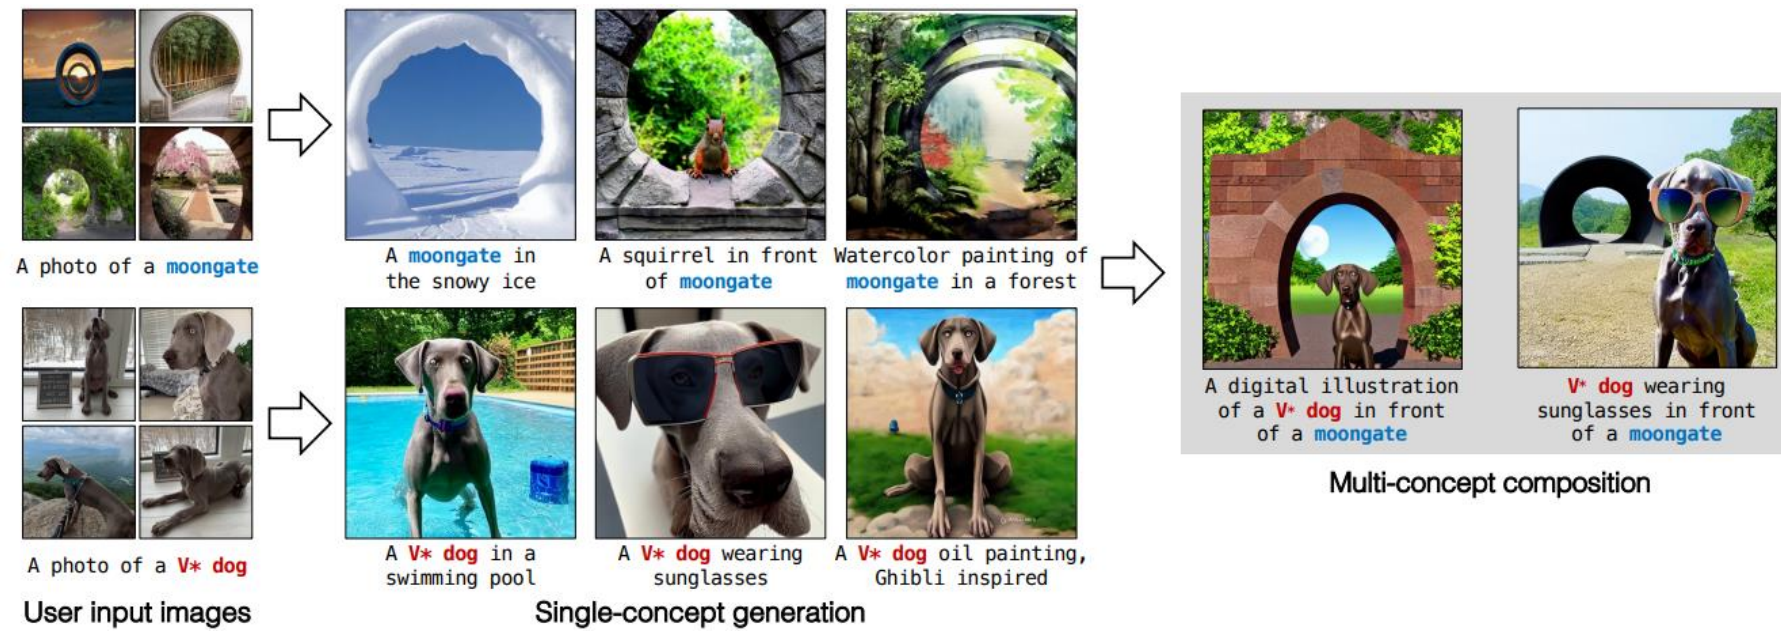 A photo of a moongate
A moongate in
the snowy ice
A squirrel in front
of moongate
Watercolor painting of
moongate in a forest
A photo of a V* dog
A V* dog in a
swimming pool
A V* dog wearing
sunglasses
A V* dog oil painting,
Ghibli inspired
A digital illustration
of a V* dog in front
of a moongate
V* dog wearing
sunglasses in front
of a moongate
User input images
Single-concept generation
Multi-concept composition